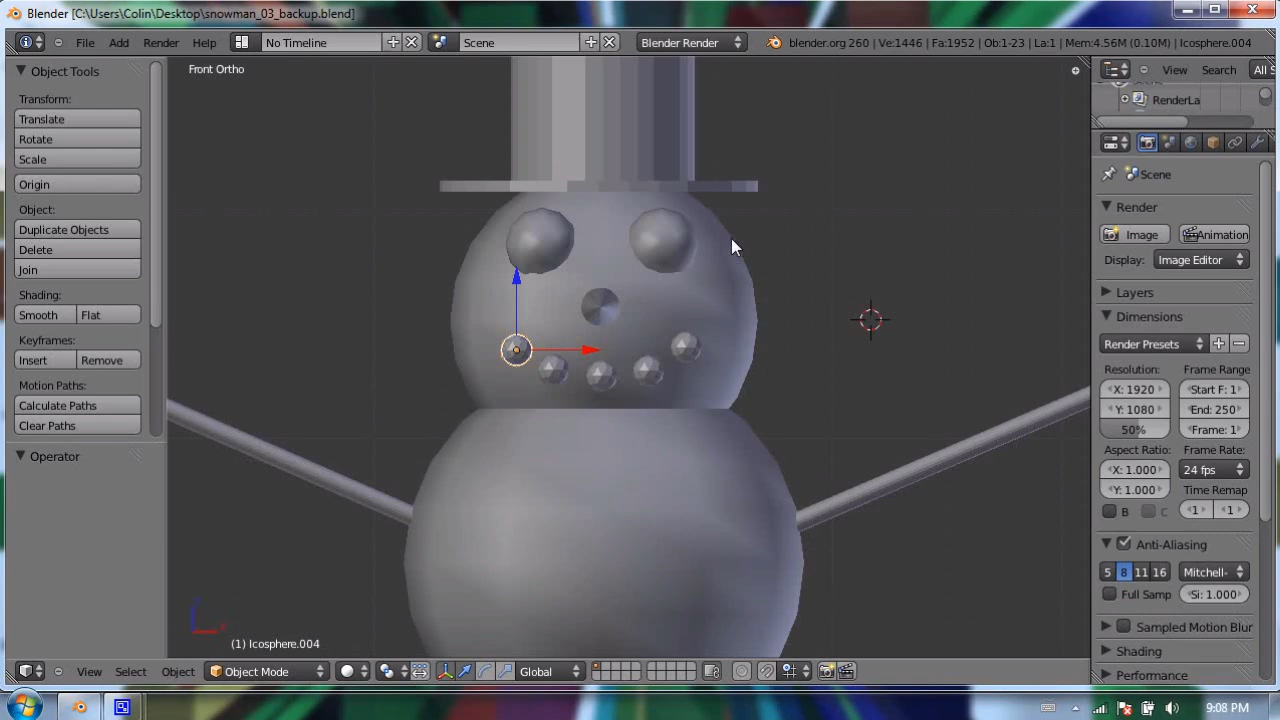 Blender [C:\Users\Colin\Desktop\snowman_03_backup.blend]
File Add Render Help No Timeline Scene Blender Render blender.org 260 | Ve:1446 | Fa:1952 | Ob:1-23 | La:1 | Mem:4.56M (0.10M) | Icosphere.004
Object Tools
Transform:
Translate
Rotate
Scale
Origin
Object:
Duplicate Objects
Delete
Join
Shading:
Smooth Flat
Keyframes:
Insert Remove
Motion Paths:
Calculate Paths
Clear Paths
Operator
Front Ortho
(1) Icosphere.004
View Select Object Object Mode Global
View Search All S
RenderLa
Scene
Render
Image Animation
Display: Image Editor
Layers
Dimensions
Render Presets
Resolution: Frame Range
X: 1920 Start F: 1
Y: 1080 End: 250
50% Frame: 1
Aspect Ratio: Frame Rate:
X: 1.000 24 fps
Y: 1.000 Time Remap
B C 1 1
Anti-Aliasing
5 8 11 16 Mitchell-
Full Samp Si: 1.000
Sampled Motion Blur
Shading
Performance
9:08 PM